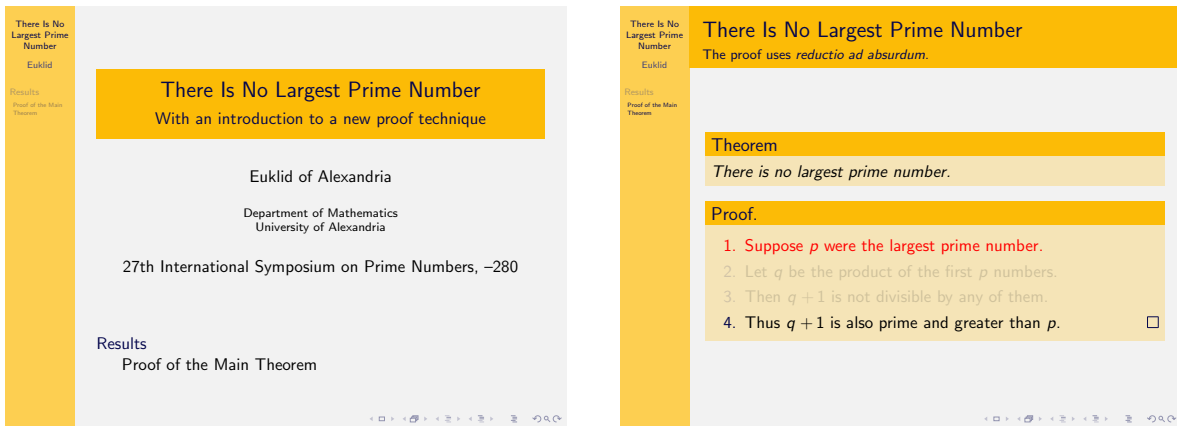 There Is No
Largest Prime
Number
Euklid
Results
Proof of the Main
Theorem
There Is No Largest Prime Number
With an introduction to a new proof technique
Euklid of Alexandria
Department of Mathematics
University of Alexandria
27th International Symposium on Prime Numbers, –280
Results
Proof of the Main Theorem
There Is No
Largest Prime
Number
Euklid
Results
Proof of the Main
Theorem
There Is No Largest Prime Number
The proof uses reductio ad absurdum.
Theorem
There is no largest prime number.
Proof.
1. Suppose p were the largest prime number.
2. Let q be the product of the first p numbers.
3. Then q + 1 is not divisible by any of them.
4. Thus q + 1 is also prime and greater than p. □